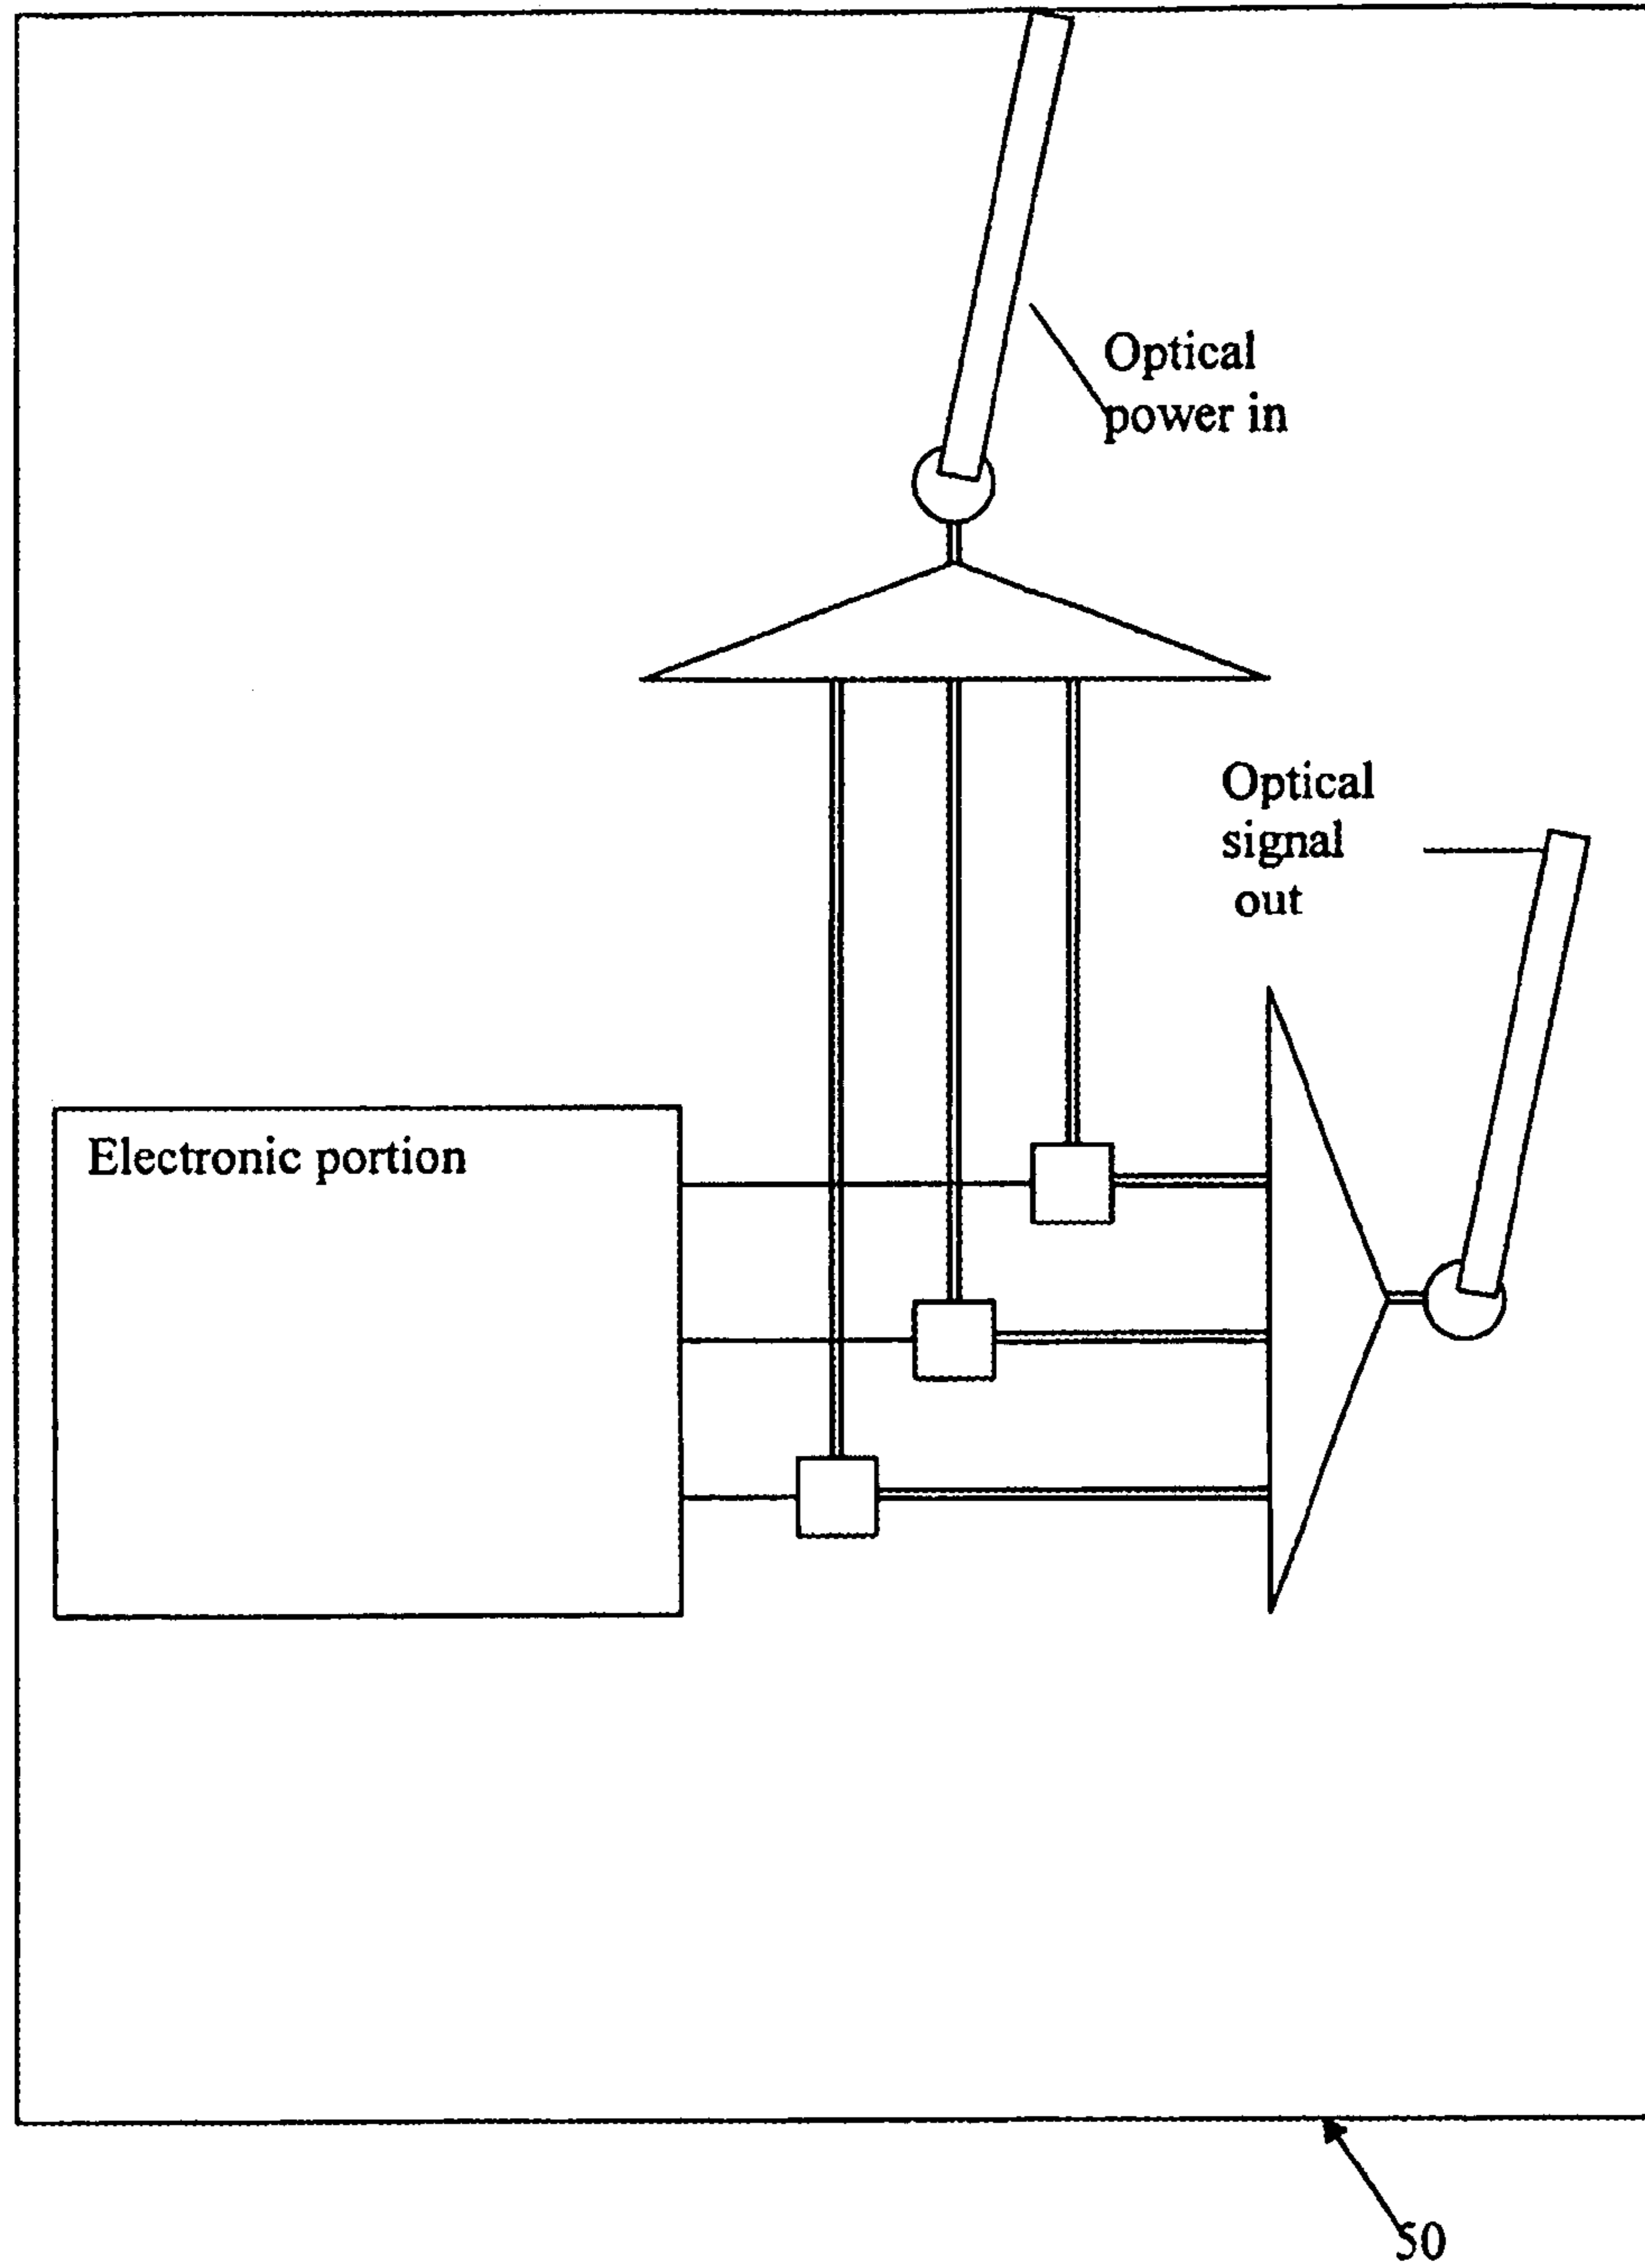 Optical
power in
Optical
signal
out
Electronic portion
50